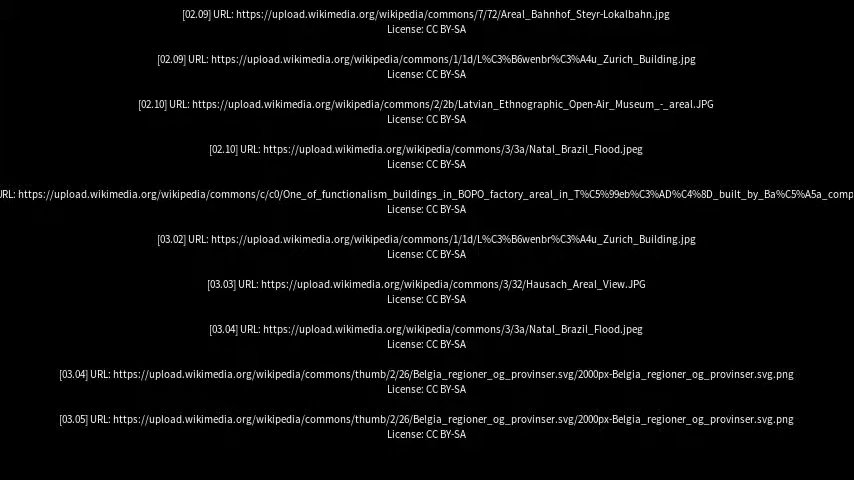 [02.09] URL: https://upload.wikimedia.org/wikipedia/commons/7/72/Areal_Bahnhof_Steyr-Lokalbahn.jpg
License: CC BY-SA
[02.09] URL: https://upload.wikimedia.org/wikipedia/commons/1/1d/L%C3%B6wenbr%C3%A4u_Zurich_Building.jpg
License: CC BY-SA
[02.10] URL: https://upload.wikimedia.org/wikipedia/commons/2/2b/Latvian_Ethnographic_Open-Air_Museum_-_areal.JPG
License: CC BY-SA
[02.10] URL: https://upload.wikimedia.org/wikipedia/commons/3/3a/Natal_Brazil_Flood.jpeg
License: CC BY-SA
URL: https://upload.wikimedia.org/wikipedia/commons/c/c0/One_of_functionalism_buildings_in_BOPO_factory_areal_in_T%C5%99eb%C3%AD%C4%8D_built_by_Ba%C5%A5a_comp
License: CC BY-SA
[03.02] URL: https://upload.wikimedia.org/wikipedia/commons/1/1d/L%C3%B6wenbr%C3%A4u_Zurich_Building.jpg
License: CC BY-SA
[03.03] URL: https://upload.wikimedia.org/wikipedia/commons/3/32/Hausach_Areal_View.JPG
License: CC BY-SA
[03.04] URL: https://upload.wikimedia.org/wikipedia/commons/3/3a/Natal_Brazil_Flood.jpeg
License: CC BY-SA
[03.04] URL: https://upload.wikimedia.org/wikipedia/commons/thumb/2/26/Belgia_regioner_og_provinser.svg/2000px-Belgia_regioner_og_provinser.svg.png
License: CC BY-SA
[03.05] URL: https://upload.wikimedia.org/wikipedia/commons/thumb/2/26/Belgia_regioner_og_provinser.svg/2000px-Belgia_regioner_og_provinser.svg.png
License: CC BY-SA